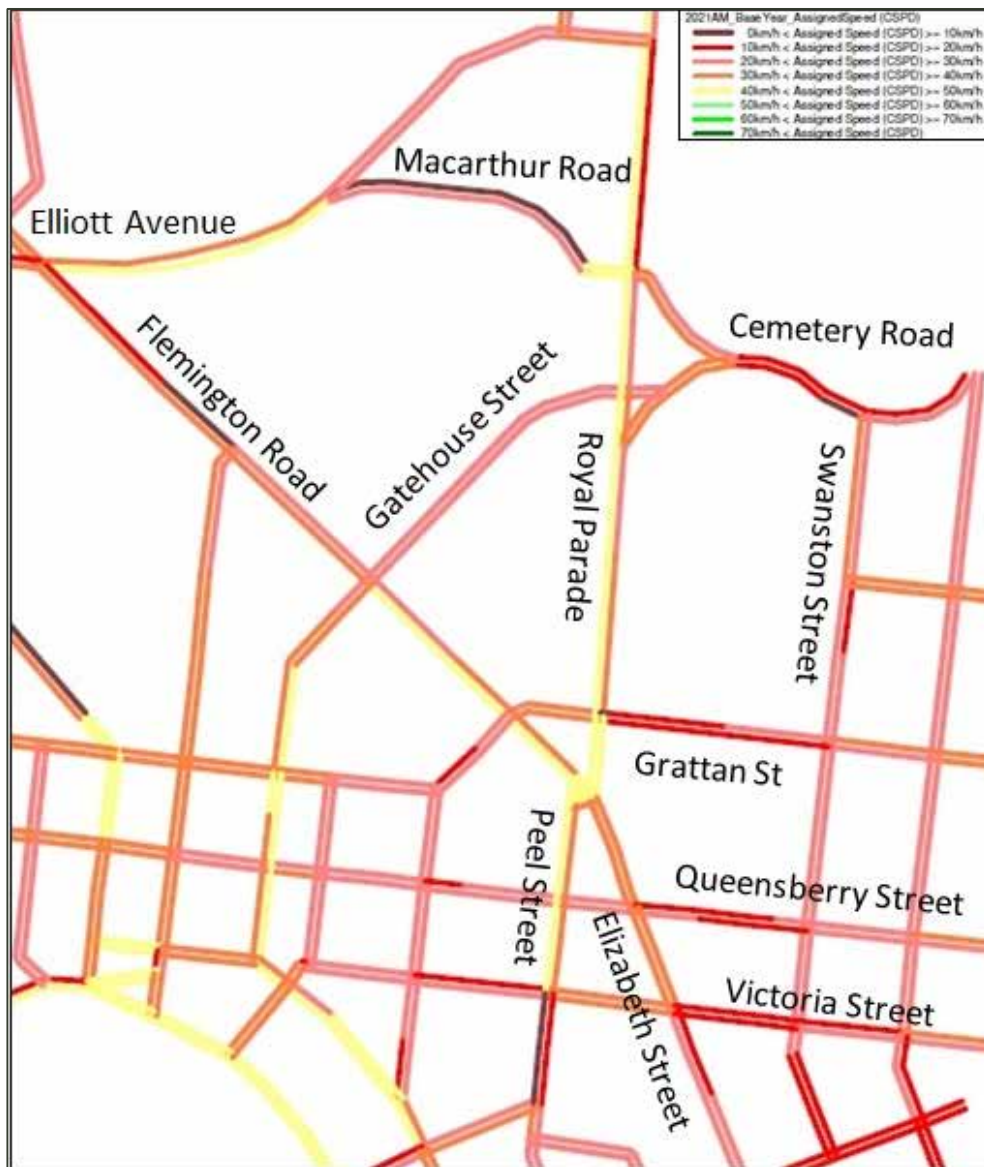 2021AM_BaseYear_AssignedSpeed (CSPD)
0km/h < Assigned Speed (CSPD) >= 10km/h
10km/h < Assigned Speed (CSPD) >= 20km/h
20km/h < Assigned Speed (CSPD) >= 30km/h
30km/h < Assigned Speed (CSPD) >= 40km/h
40km/h < Assigned Speed (CSPD) >= 50km/h
50km/h < Assigned Speed (CSPD) >= 60km/h
60km/h < Assigned Speed (CSPD) >= 70km/h
70km/h < Assigned Speed (CSPD)
Macarthur Road
Elliott Avenue
Cemetery Road
Flemington Road
Gatehouse Street
Royal Parade
Swanston Street
Grattan St
Peel Street
Queensberry Street
Elizabeth Street
Victoria Street